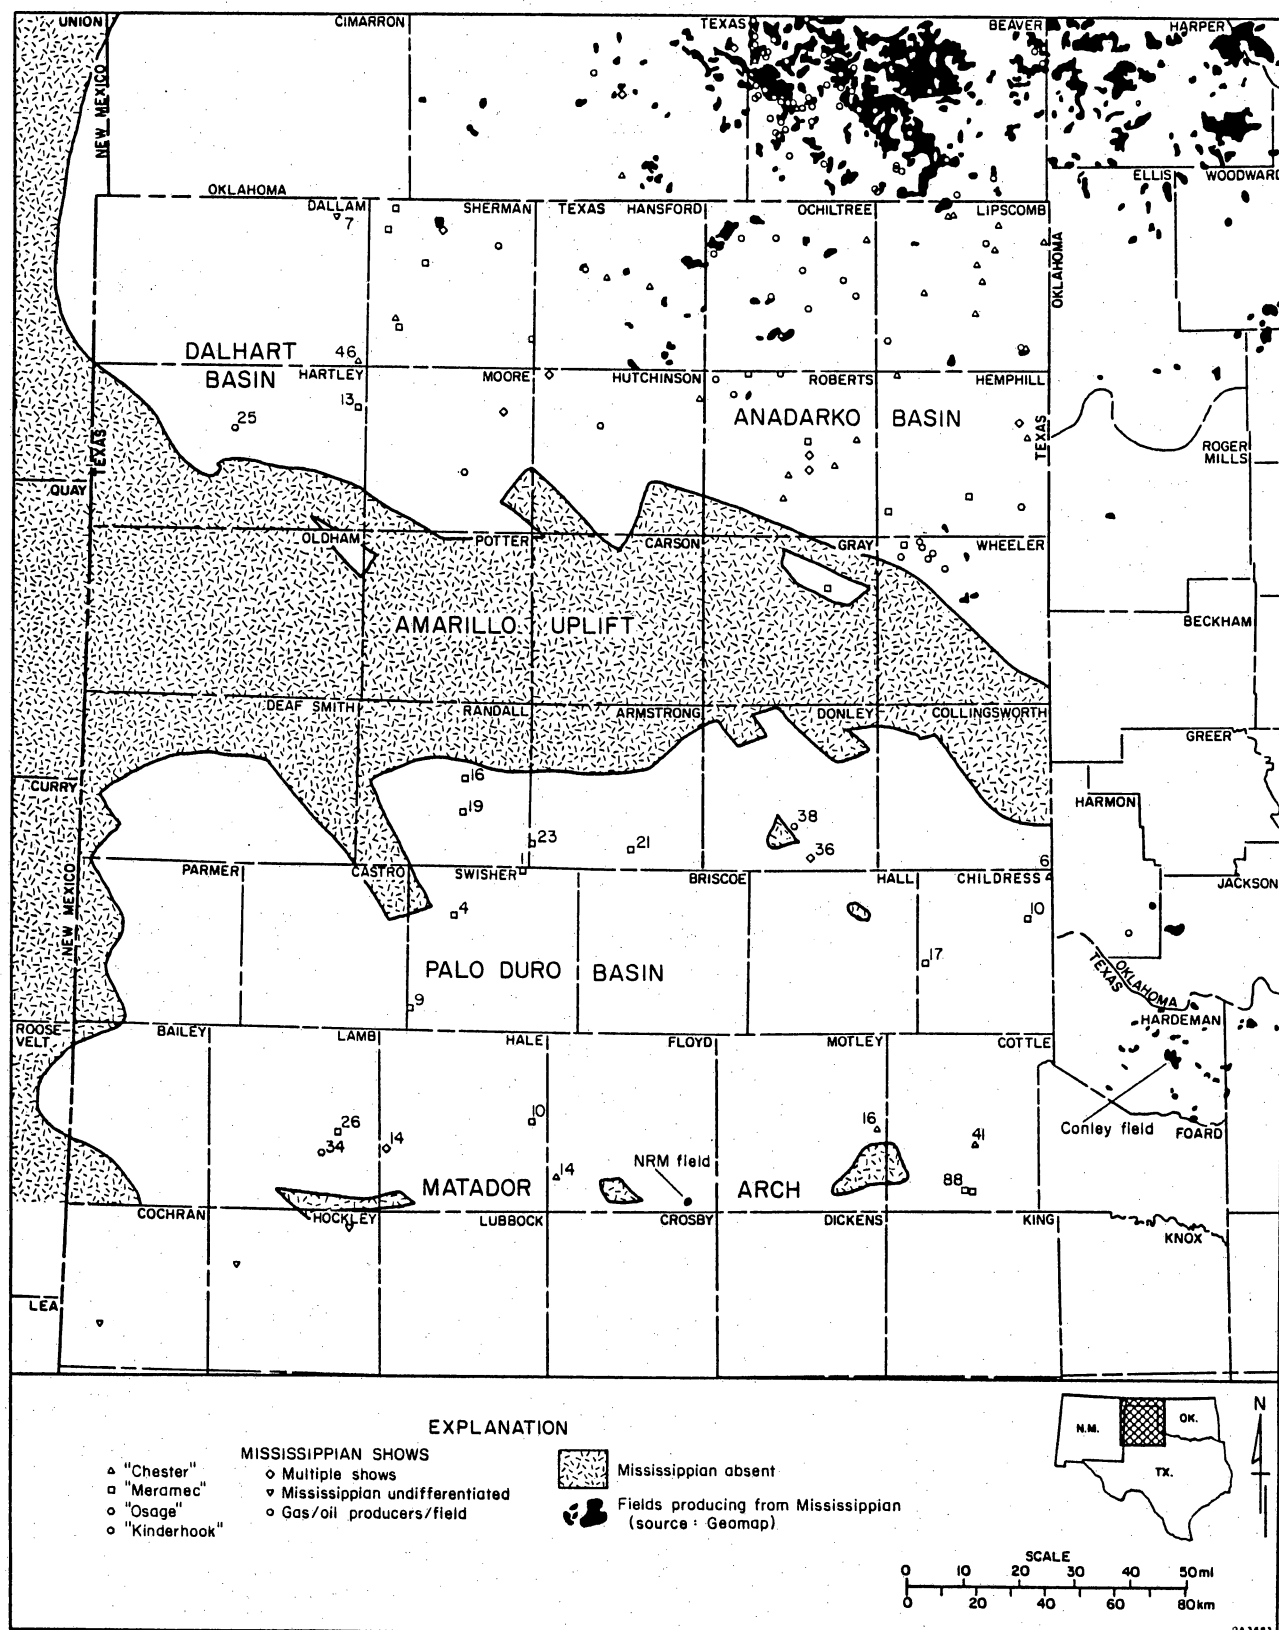 UNION
CIMARRON
TEXAS
BEAVER
HARPER
NEW MEXICO
ELLIS
WOODWARD
OKLAHOMA
DALLAM
7
SHERMAN
TEXAS
HANSFORD
OCHILTREE
LIPSCOMB
OKLAHOMA
DALHART
BASIN
46
HARTLEY
MOORE
HUTCHINSON
ROBERTS
HEMPHILL
13
25
ANADARKO BASIN
TEXAS
TEXAS
ROGER
MILLS
QUAY
OLDHAM
POTTER
CARSON
GRAY
WHEELER
AMARILLO UPLIFT
BECKHAM
DEAF SMITH
RANDALL
ARMSTRONG
DONLEY
COLLINGSWORTH
GREER
CURRY
16
HARMON
19
38
23
21
36
6
NEW MEXICO
PARMER
CASTRO
SWISHER
BRISCOE
HALL
CHILDRESS
JACKSON
4
10
17
PALO DURO BASIN
OKLAHOMA
TEXAS
9
HARDEMAN
ROOSE-
VELT
BAILEY
LAMB
HALE
FLOYD
MOTLEY
COTTLE
26
10
16
Conley field
FOARD
34
14
41
NRM field
14
88
MATADOR ARCH
COCHRAN
HOCKLEY
LUBBOCK
CROSBY
DICKENS
KING
KNOX
LEA
EXPLANATION
MISSISSIPPIAN SHOWS
"Chester"
"Meramec"
"Osage"
"Kinderhook"
Multiple shows
Mississippian undifferentiated
Gas/oil producers/field
Mississippian absent
Fields producing from Mississippian
(source : Geomap)
N.M.
OK.
TX.
N
SCALE
0 10 20 30 40 50mi
0 20 40 60 80km